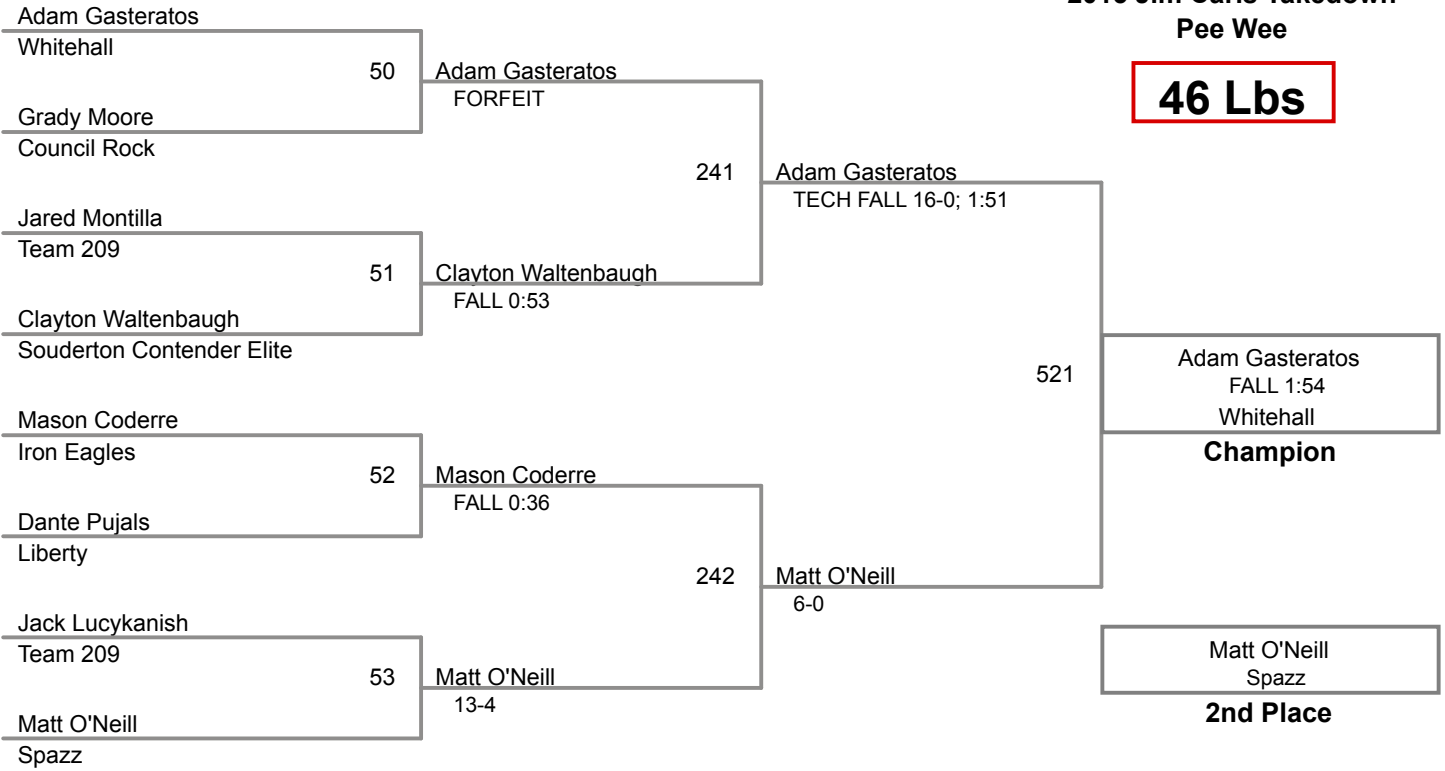 Takedown
Pee Wee
46 Lbs
Adam Gasteratos
Whitehall
50
Adam Gasteratos
FORFEIT
Grady Moore
Council Rock
241
Adam Gasteratos
TECH FALL 16-0; 1:51
Jared Montilla
Team 209
51
Clayton Waltenbaugh
FALL 0:53
Clayton Waltenbaugh
Souderton Contender Elite
521
Adam Gasteratos
FALL 1:54
Whitehall
Champion
Mason Coderre
Iron Eagles
52
Mason Coderre
FALL 0:36
Dante Pujals
Liberty
242
Matt O'Neill
6-0
Jack Lucykanish
Team 209
53
Matt O'Neill
13-4
Matt O'Neill
Spazz
Matt O'Neill
Spazz
2nd Place